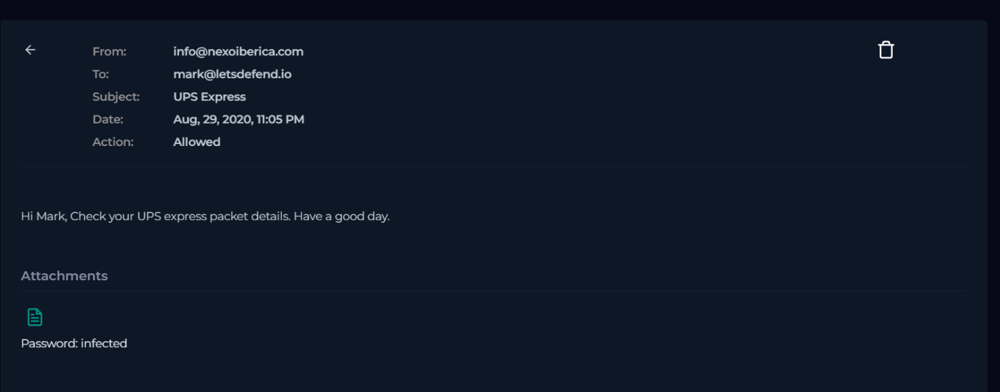 From: info@nexoiberica.com
To: mark@letsdefend.io
Subject: UPS Express
Date: Aug, 29, 2020, 11:05 PM
Action: Allowed
Hi Mark, Check your UPS express packet details. Have a good day.
Attachments
Password: infected